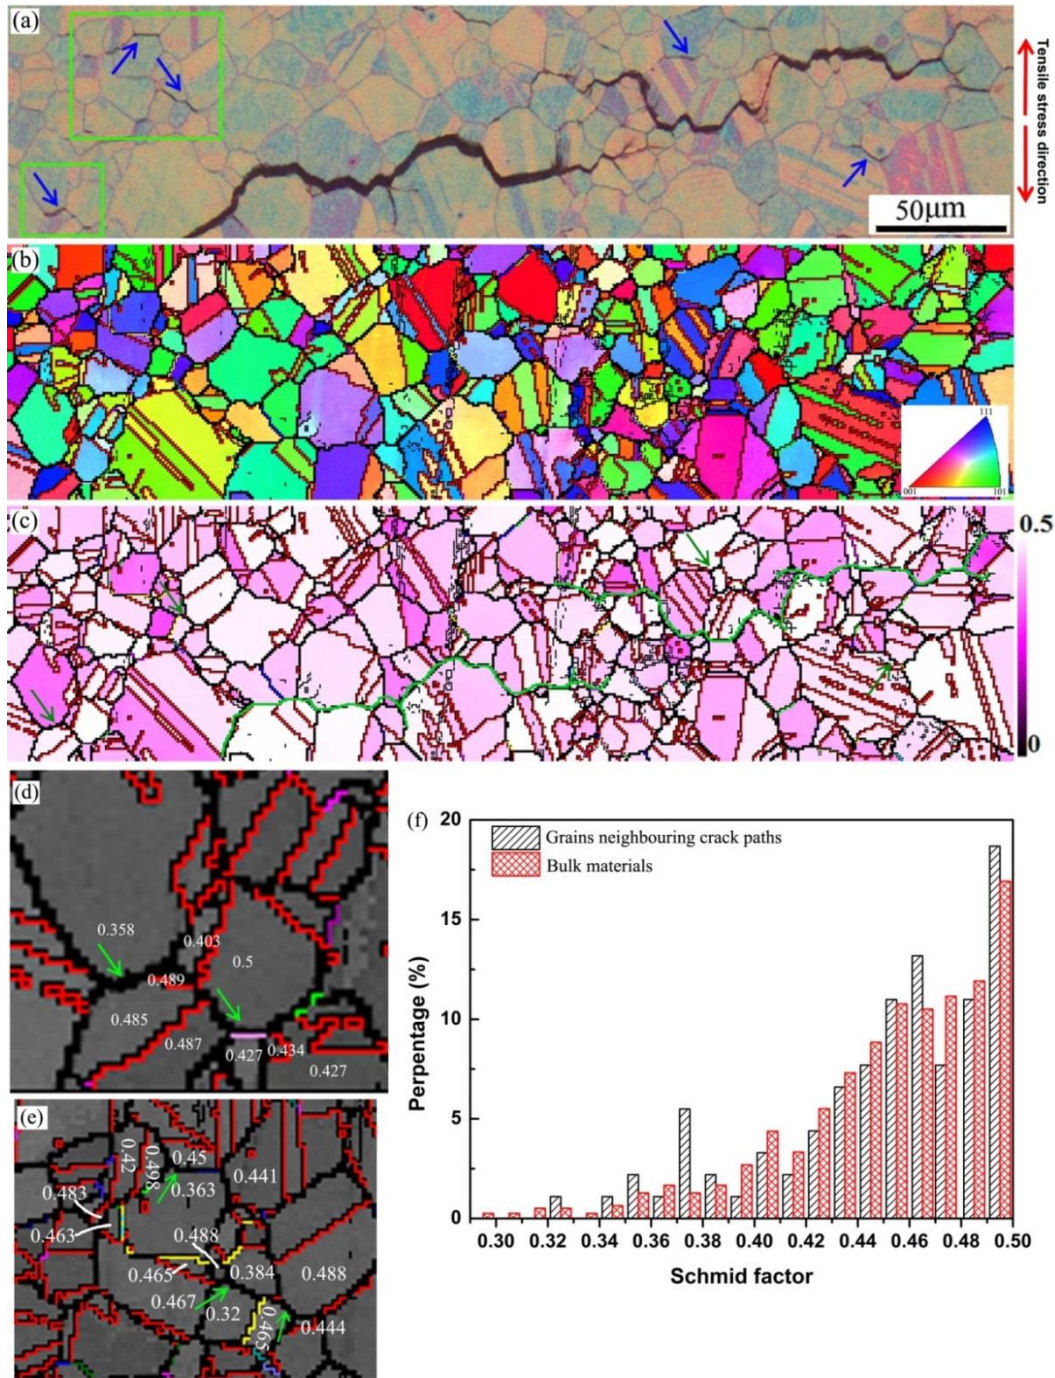 (a)
Tensile stress direction
50μm
(b)
111
001
101
(c)
0.5
0
(d)
0.358
0.403
0.5
0.489
0.485
0.487
0.427
0.434
0.427
(e)
0.42
0.498
0.45
0.363
0.441
0.483
0.463
0.488
0.465
0.384
0.488
0.467
0.32
0.465
0.444
(f)
Grains neighbouring crack paths
Bulk materials
Perpentage (%)
20
15
10
5
0
0.30 0.32 0.34 0.36 0.38 0.40 0.42 0.44 0.46 0.48 0.50
Schmid factor